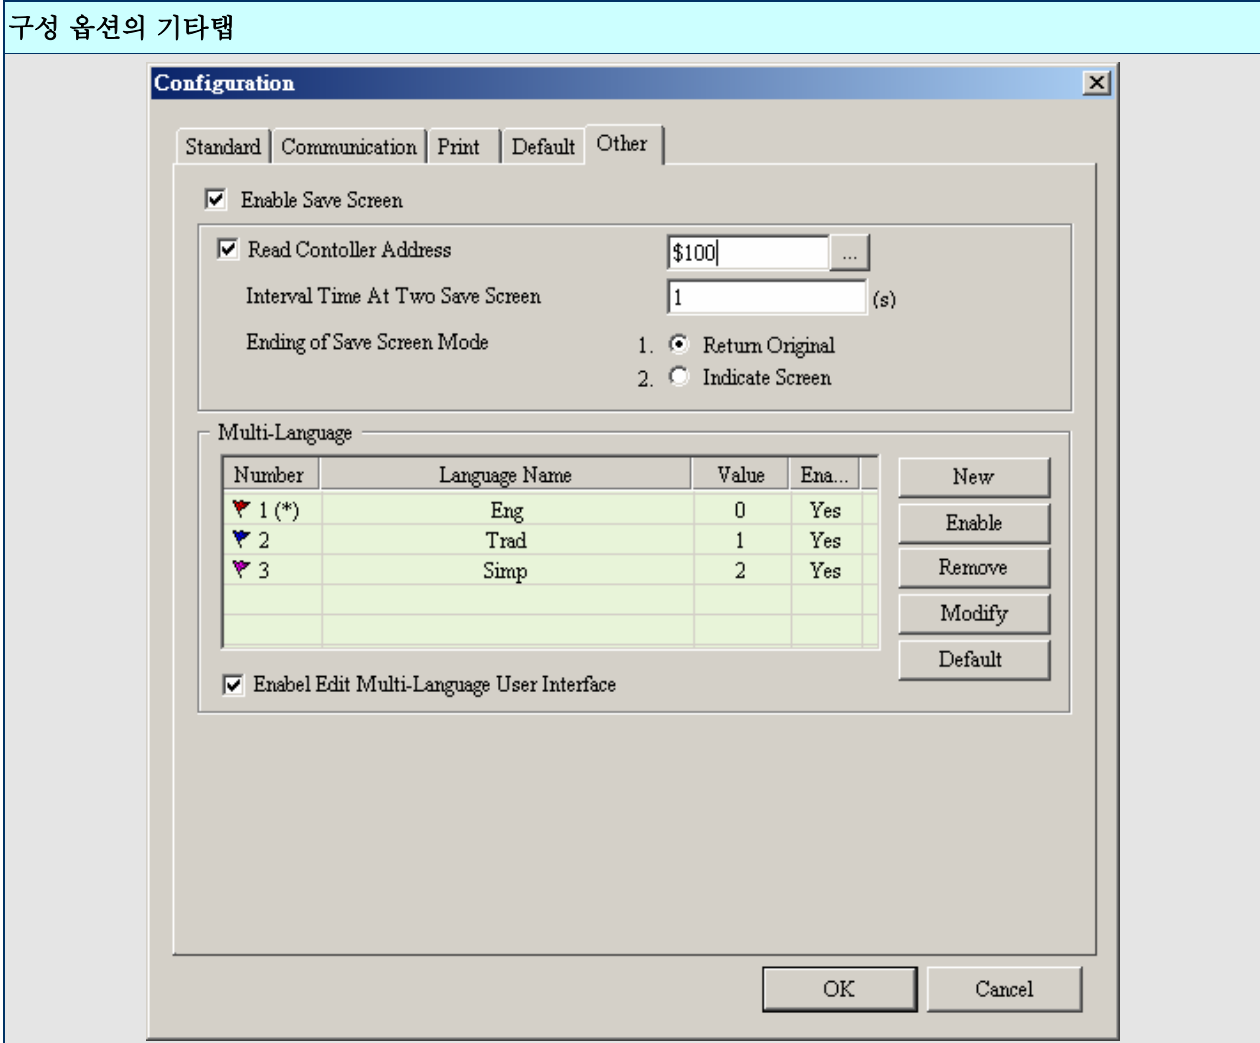 구성 옵션의 기타탭
Configuration
Standard Communication Print Default Other
Enable Save Screen
Read Contoller Address $100 ...
Interval Time At Two Save Screen 1 (s)
Ending of Save Screen Mode 1. Return Original
2. Indicate Screen
Multi-Language
Number Language Name Value Ena... New
1 (*) Eng 0 Yes Enable
2 Trad 1 Yes
3 Simp 2 Yes Remove
Modify
Default
Enabel Edit Multi-Language User Interface
OK Cancel